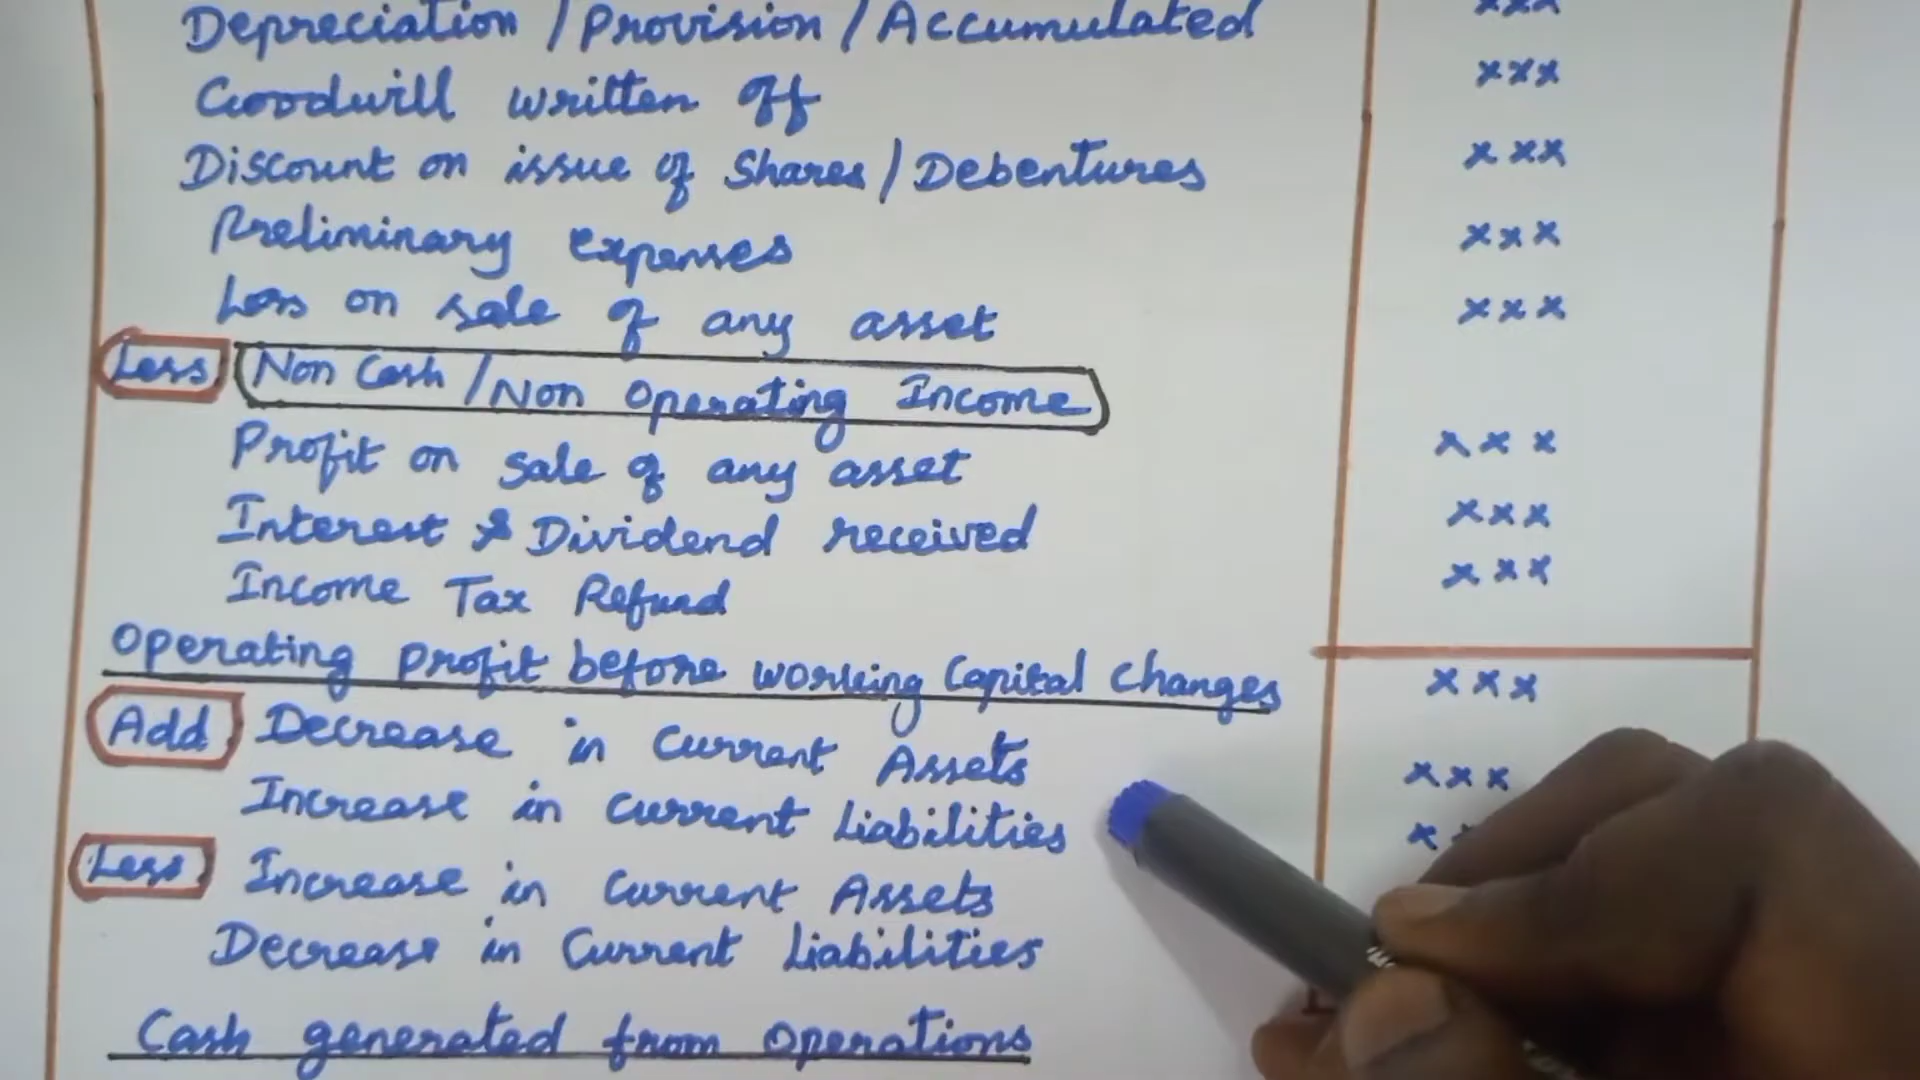 Depreciation / Provision / Accumulated xxx
Goodwill written off xxx
Discount on issue of Shares / Debentures xxx
Preliminary expenses xxx
Loss on sale of any asset xxx
Less Non Cash / Non Operating Income
Profit on sale of any asset xxx
Interest & Dividend received xxx
Income Tax Refund xxx
Operating profit before working Capital changes xxx
Add Decrease in Current Assets xxx
Increase in Current Liabilities x
Less Increase in Current Assets
Decrease in Current Liabilities
Cash generated from operations